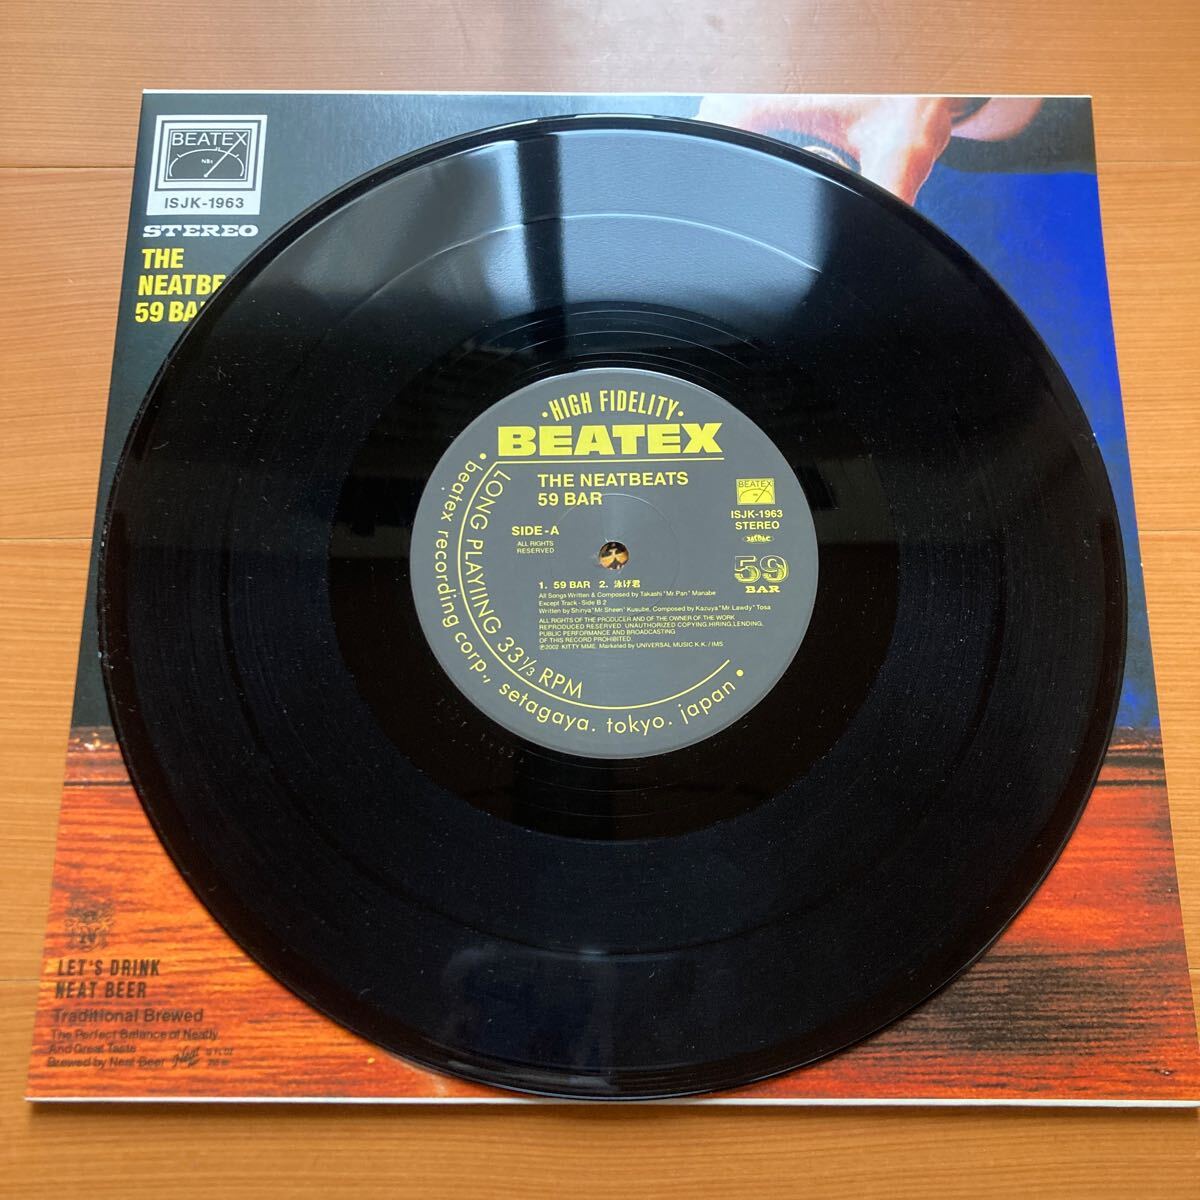 BEATEX
NBs
ISJK-1963
STEREO
THE
NEATBE
59 BA
·HIGH FIDELITY·
BEATEX
THE NEATBEATS
59 BAR
SIDE-A
ALL RIGHTS
RESERVED
BEATEX
ISJK-1963
STEREO
59
BAR
1. 59 BAR 2. 泳げ君
All Songs Written & Composed by Takashi "Mr.Pan" Manabe
Except Track - Side B 2
Written by Shinya "Mr.Sheen" Kusube, Composed by Kazuya "Mr.Lawdy" Tosa
ALL RIGHTS OF THE PRODUCER AND OF THE OWNER OF THE WORK
REPRODUCED RESERVED. UNAUTHORIZED COPYING,HIRING,LENDING,
PUBLIC PERFORMANCE AND BROADCASTING
OF THIS RECORD PROHIBITED.
℗2002 KITTY MME. Marketed by UNIVERSAL MUSIC K.K. / IMS
LONG PLAYIING 33 1/3 RPM
· beatex recording corp., setagaya. tokyo. japan ·
LET'S DRINK
NEAT BEER
Traditional Brewed
The Perfect Balance of Neatly
And Great Taste
Brewed by Neat Beer